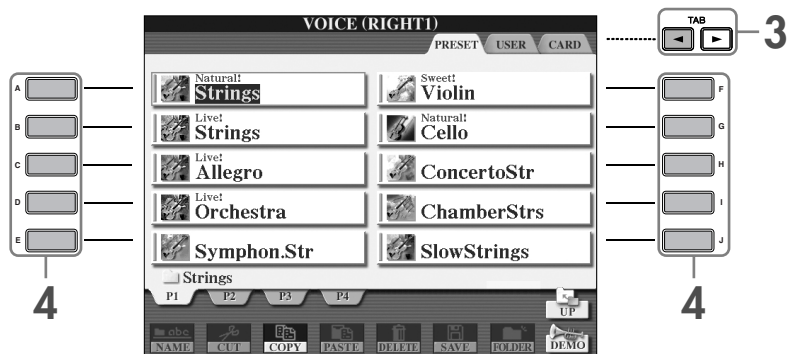 VOICE (RIGHT1)
TAB
3
PRESET USER CARD
A Natural! Strings Sweet! Violin F
B Live! Strings Natural! Cello G
C Live! Allegro ConcertoStr H
D Live! Orchestra ChamberStrs I
E Symphon.Str SlowStrings J
Strings
4 P1 P2 P3 P4 4
UP
abc
NAME CUT COPY PASTE DELETE SAVE FOLDER DEMO